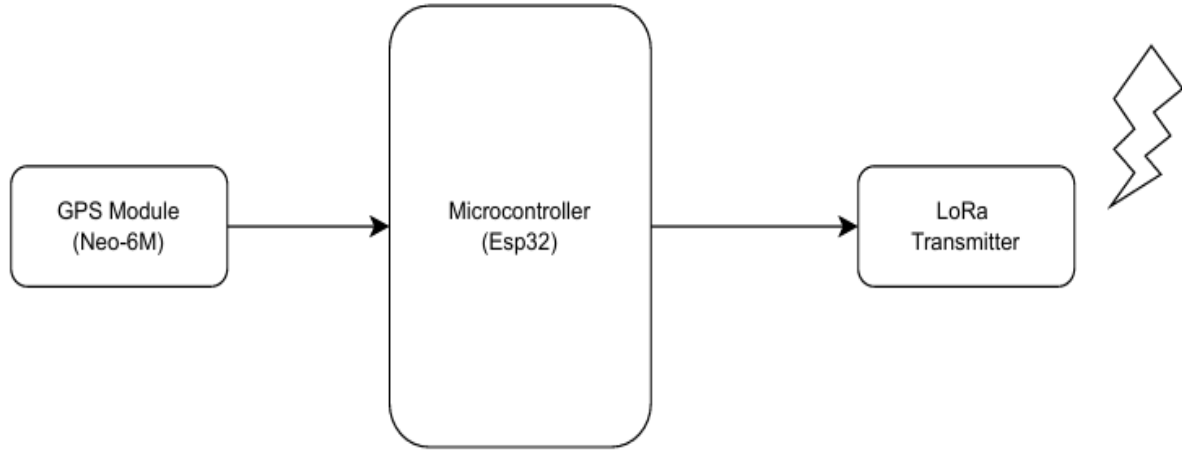 GPS Module
(Neo-6M)
Microcontroller
(Esp32)
LoRa
Transmitter